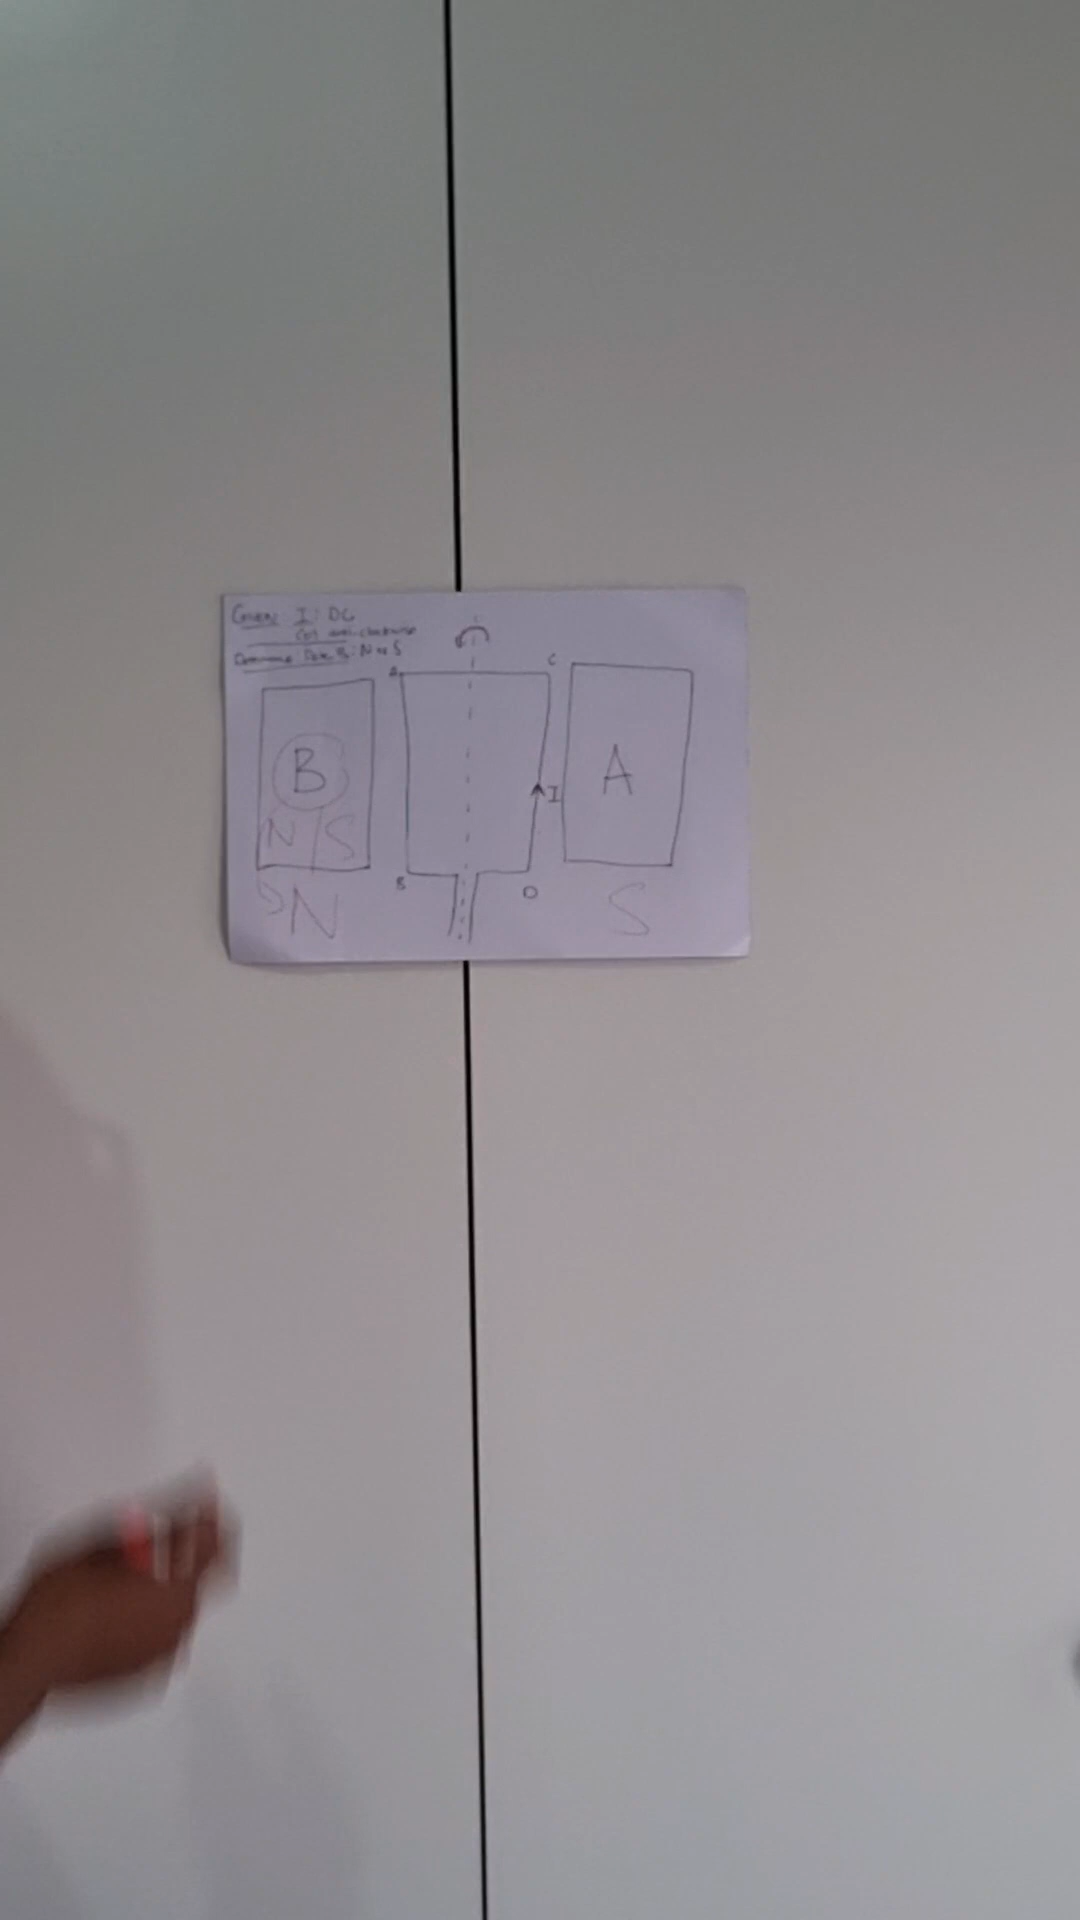 Given: I: DC
Coil anti-clockwise
Determine Pole B: N or S
A
C
B
A
I
N S
B
D
N
S